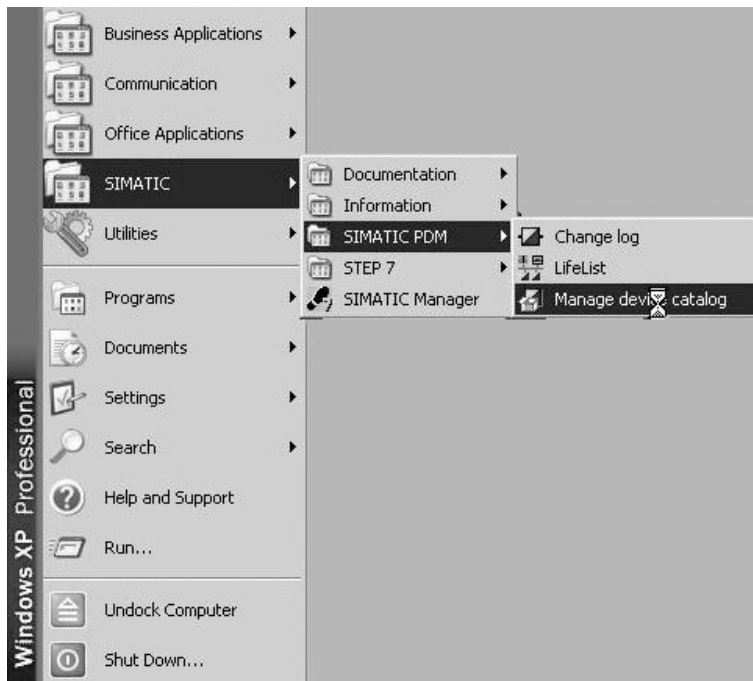 Business Applications
Communication
Office Applications
SIMATIC
Utilities
Programs
Documents
Settings
Search
Help and Support
Run...
Undock Computer
Shut Down...
Windows XP Professional
Documentation
Information
SIMATIC PDM
STEP 7
SIMATIC Manager
Change log
LifeList
Manage device catalog